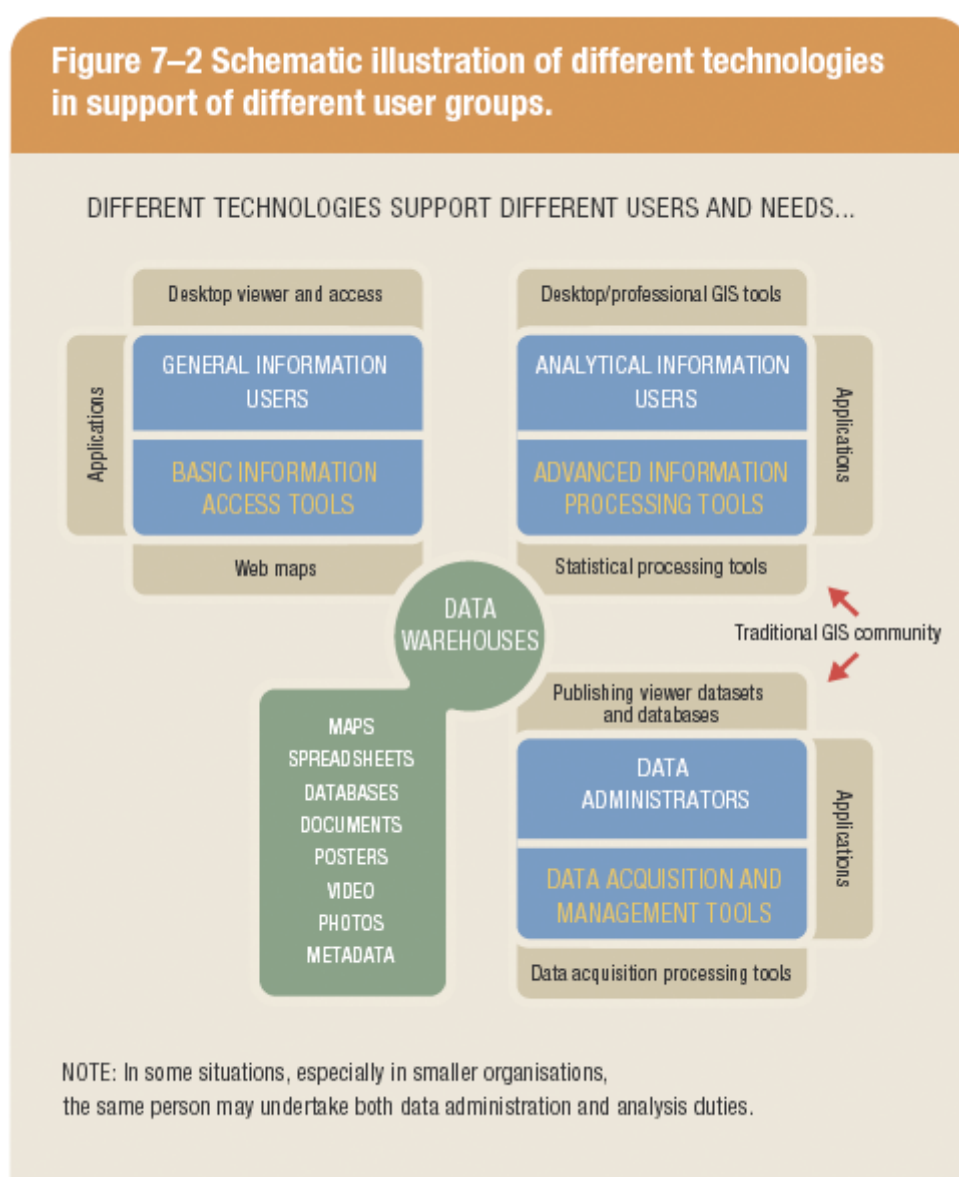 Figure 7–2 Schematic illustration of different technologies
in support of different user groups.
DIFFERENT TECHNOLOGIES SUPPORT DIFFERENT USERS AND NEEDS...
Desktop viewer and access
Applications
GENERAL INFORMATION
USERS
BASIC INFORMATION
ACCESS TOOLS
Web maps
Desktop/professional GIS tools
ANALYTICAL INFORMATION
USERS
ADVANCED INFORMATION
PROCESSING TOOLS
Applications
Statistical processing tools
DATA
WAREHOUSES
Traditional GIS community
MAPS
SPREADSHEETS
DATABASES
DOCUMENTS
POSTERS
VIDEO
PHOTOS
METADATA
Publishing viewer datasets
and databases
DATA
ADMINISTRATORS
DATA ACQUISITION AND
MANAGEMENT TOOLS
Applications
Data acquisition processing tools
NOTE: In some situations, especially in smaller organisations,
the same person may undertake both data administration and analysis duties.